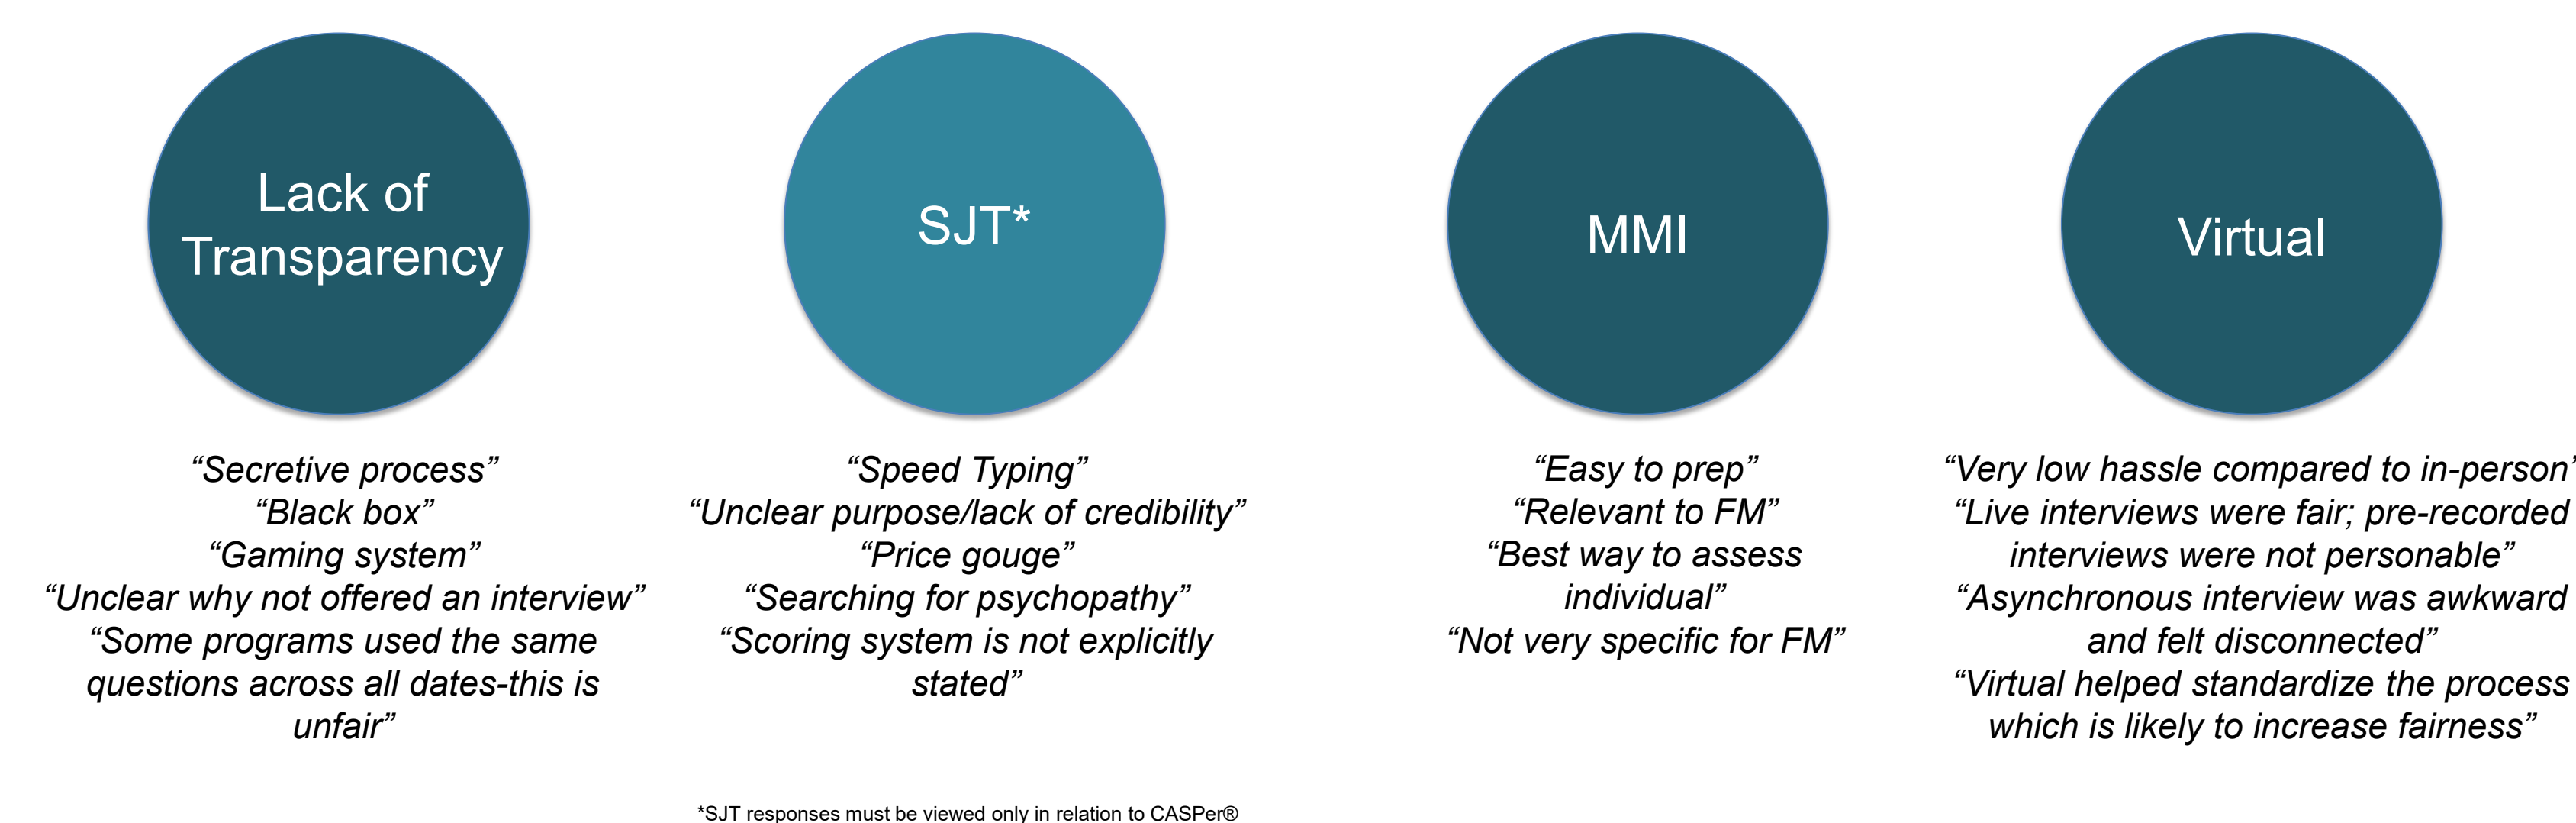 Lack of
Transparency
“Secretive process”
“Black box”
“Gaming system”
“Unclear why not offered an interview”
“Some programs used the same
questions across all dates-this is
unfair”
SJT*
“Speed Typing”
“Unclear purpose/lack of credibility”
“Price gouge”
“Searching for psychopathy”
“Scoring system is not explicitly
stated”
*SJT responses must be viewed only in relation to CASPer®
MMI
“Easy to prep”
“Relevant to FM”
“Best way to assess
individual”
“Not very specific for FM”
Virtual
“Very low hassle compared to in-person”
“Live interviews were fair; pre-recorded
interviews were not personable”
“Asynchronous interview was awkward
and felt disconnected”
“Virtual helped standardize the process
which is likely to increase fairness”